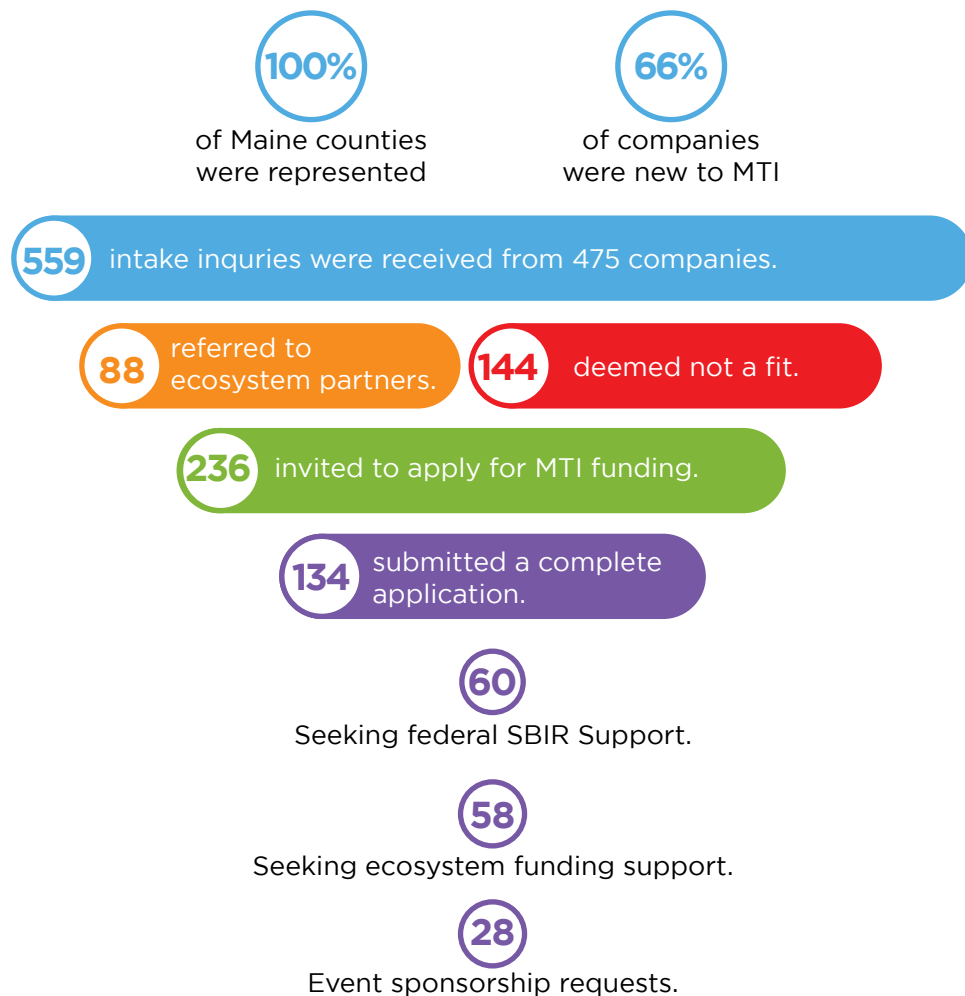 100%
of Maine counties
were represented
66%
of companies
were new to MTI
559 intake inquries were received from 475 companies.
88
referred to
ecosystem partners.
144 deemed not a fit.
236 invited to apply for MTI funding.
134
submitted a complete
application.
60
Seeking federal SBIR Support.
58
Seeking ecosystem funding support.
28
Event sponsorship requests.